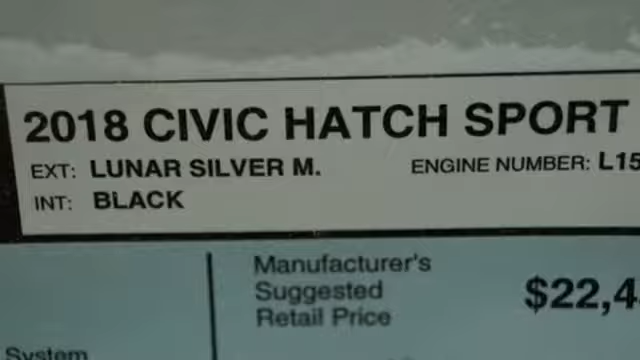 2018 CIVIC HATCH SPORT
EXT: LUNAR SILVER M. ENGINE NUMBER: L15
INT: BLACK
Manufacturer's
Suggested
Retail Price
$22,4
System